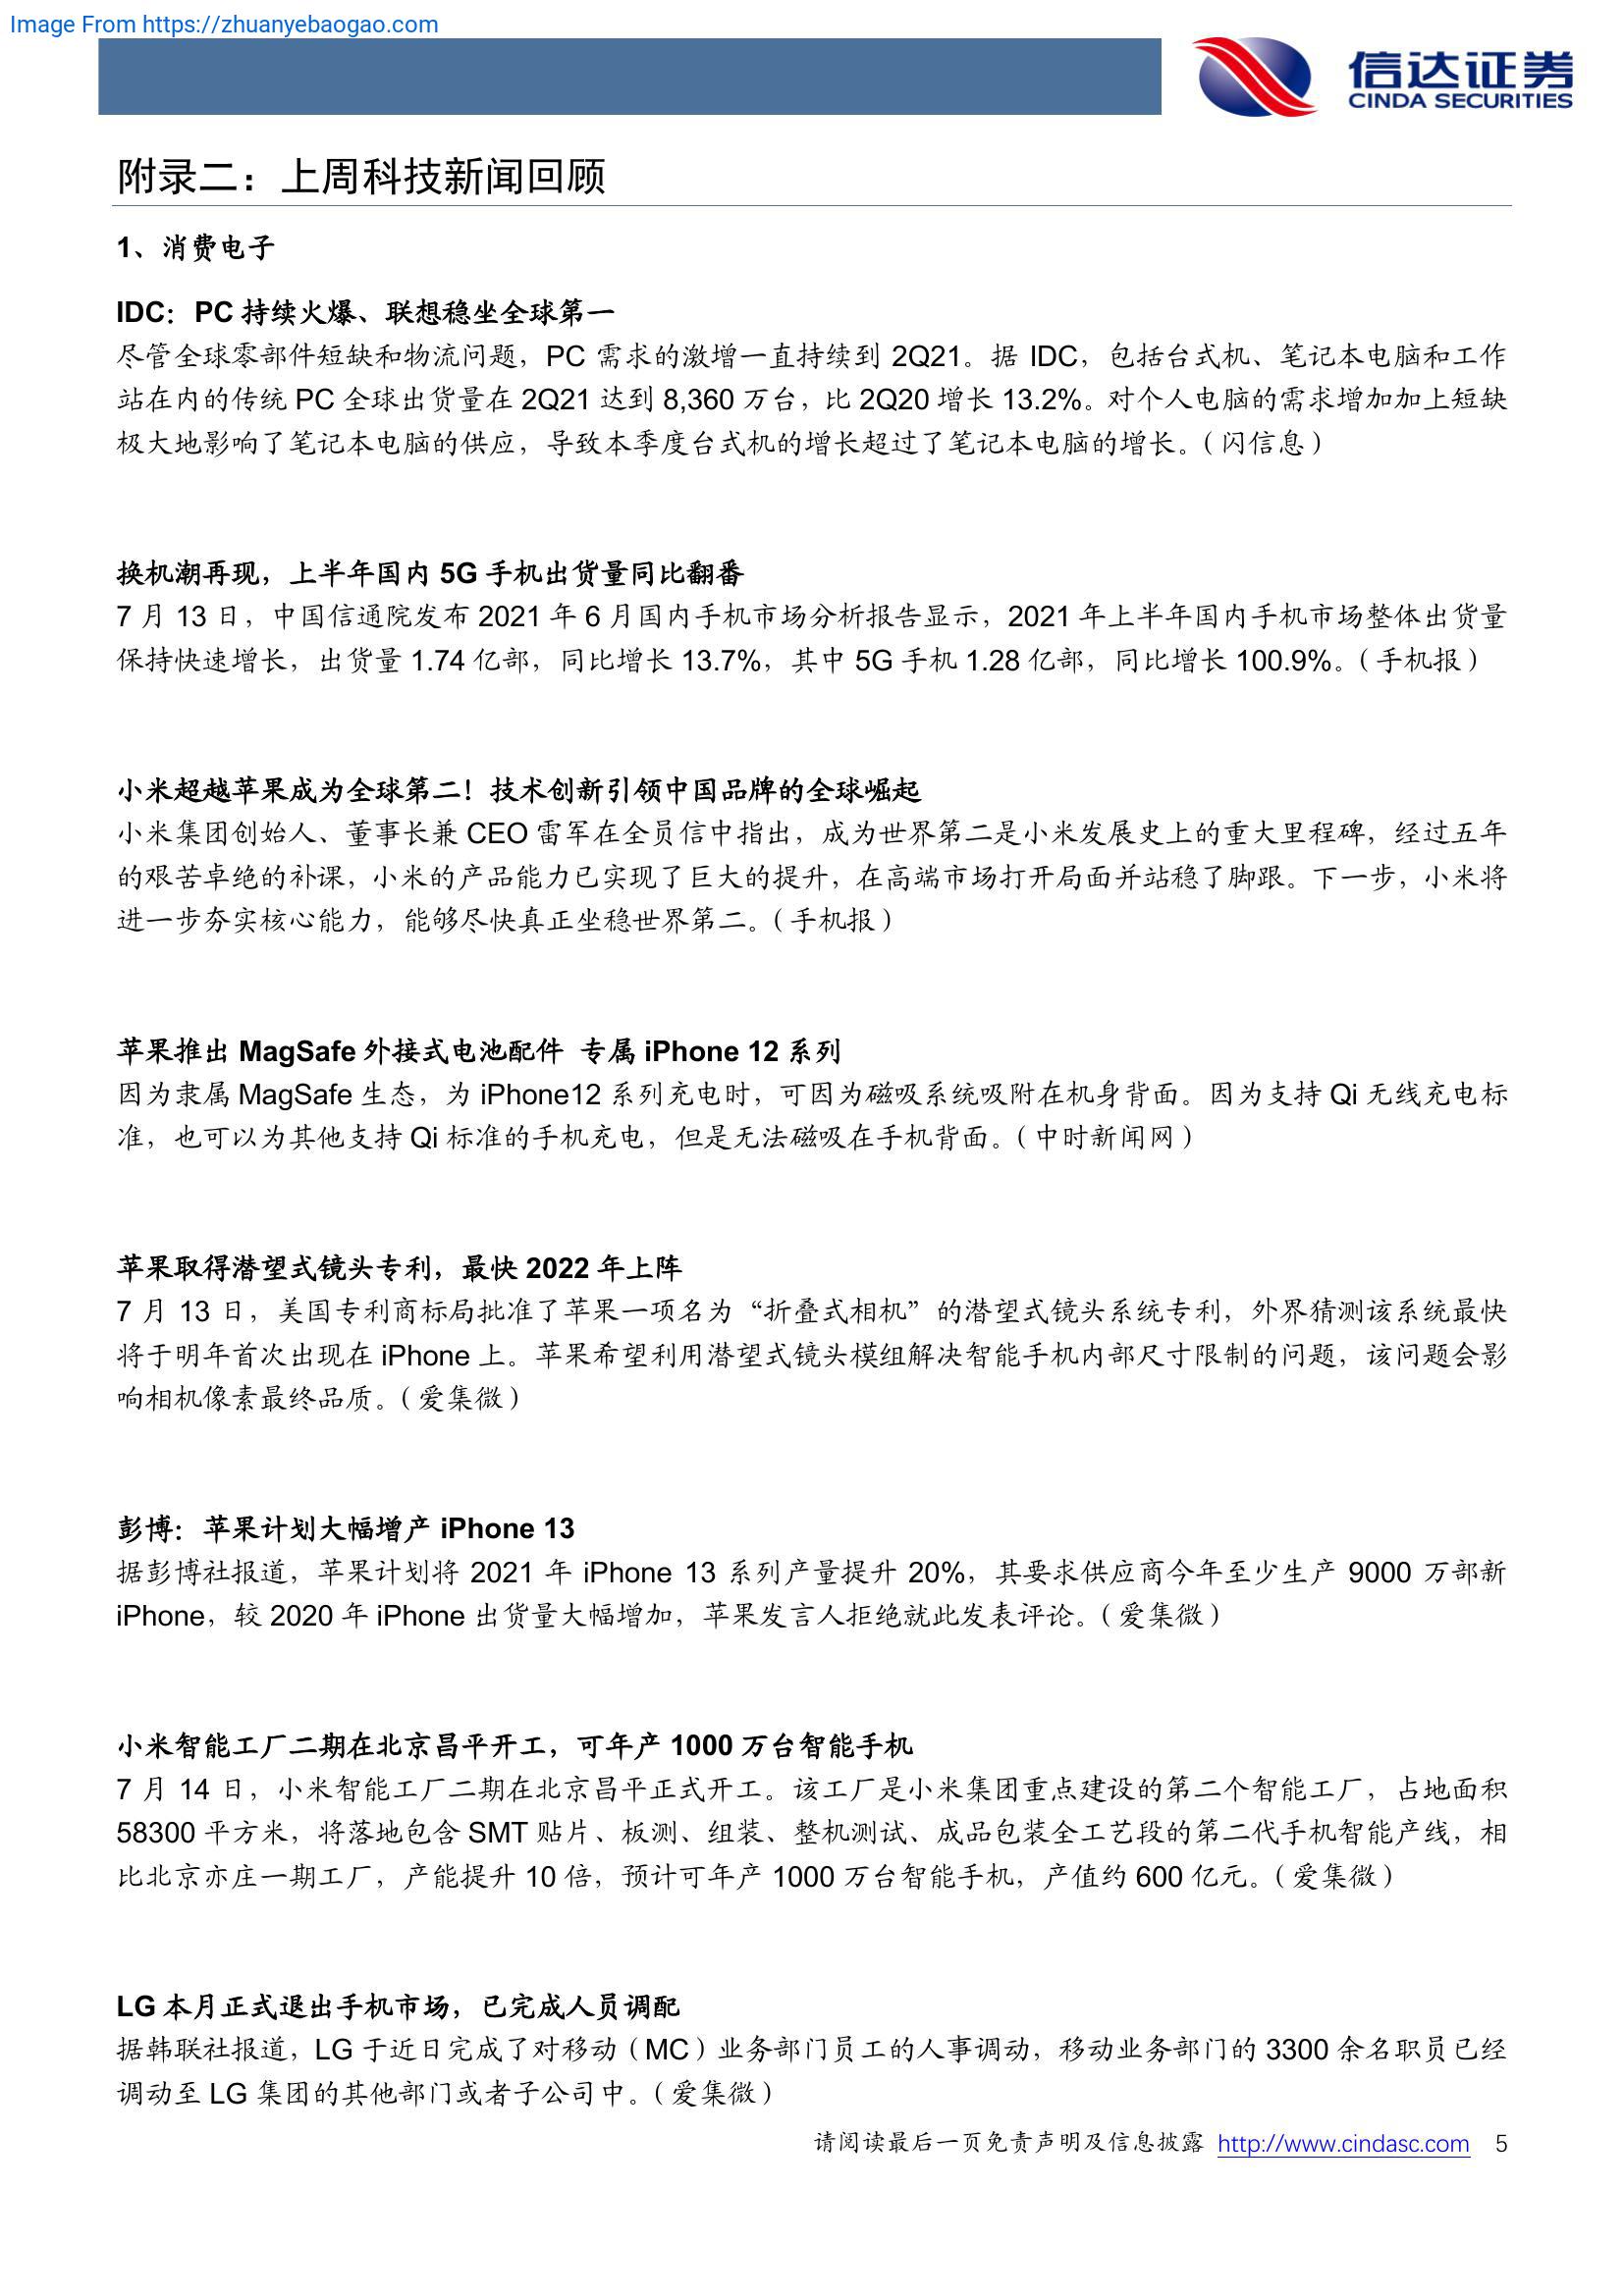 Image From https://zhuanyebaogao.com
信达证券
CINDA SECURITIES
附录二：上周科技新闻回顾
1、消费电子
IDC：PC 持续火爆、联想稳坐全球第一
尽管全球零部件短缺和物流问题，PC 需求的激增一直持续到 2Q21。据 IDC，包括台式机、笔记本电脑和工作
站在内的传统 PC 全球出货量在 2Q21 达到 8,360 万台，比 2Q20 增长 13.2%。对个人电脑的需求增加加上短缺
极大地影响了笔记本电脑的供应，导致本季度台式机的增长超过了笔记本电脑的增长。（闪信息）
换机潮再现，上半年国内 5G 手机出货量同比翻番
7 月 13 日，中国信通院发布 2021 年 6 月国内手机市场分析报告显示，2021 年上半年国内手机市场整体出货量
保持快速增长，出货量 1.74 亿部，同比增长 13.7%，其中 5G 手机 1.28 亿部，同比增长 100.9%。（手机报）
小米超越苹果成为全球第二！技术创新引领中国品牌的全球崛起
小米集团创始人、董事长兼 CEO 雷军在全员信中指出，成为世界第二是小米发展史上的重大里程碑，经过五年
的艰苦卓绝的补课，小米的产品能力已实现了巨大的提升，在高端市场打开局面并站稳了脚跟。下一步，小米将
进一步夯实核心能力，能够尽快真正坐稳世界第二。（手机报）
苹果推出 MagSafe 外接式电池配件 专属 iPhone 12 系列
因为隶属 MagSafe 生态，为 iPhone12 系列充电时，可因为磁吸系统吸附在机身背面。因为支持 Qi 无线充电标
准，也可以为其他支持 Qi 标准的手机充电，但是无法磁吸在手机背面。（中时新闻网）
苹果取得潜望式镜头专利，最快 2022 年上阵
7 月 13 日，美国专利商标局批准了苹果一项名为“折叠式相机”的潜望式镜头系统专利，外界猜测该系统最快
将于明年首次出现在 iPhone 上。苹果希望利用潜望式镜头模组解决智能手机内部尺寸限制的问题，该问题会影
响相机像素最终品质。（爱集微）
彭博：苹果计划大幅增产 iPhone 13
据彭博社报道，苹果计划将 2021 年 iPhone 13 系列产量提升 20%，其要求供应商今年至少生产 9000 万部新
iPhone，较 2020 年 iPhone 出货量大幅增加，苹果发言人拒绝就此发表评论。（爱集微）
小米智能工厂二期在北京昌平开工，可年产 1000 万台智能手机
7 月 14 日，小米智能工厂二期在北京昌平正式开工。该工厂是小米集团重点建设的第二个智能工厂，占地面积
58300 平方米，将落地包含 SMT 贴片、板测、组装、整机测试、成品包装全工艺段的第二代手机智能产线，相
比北京亦庄一期工厂，产能提升 10 倍，预计可年产 1000 万台智能手机，产值约 600 亿元。（爱集微）
LG 本月正式退出手机市场，已完成人员调配
据韩联社报道，LG 于近日完成了对移动（MC）业务部门员工的人事调动，移动业务部门的 3300 余名职员已经
调动至 LG 集团的其他部门或者子公司中。（爱集微）
请阅读最后一页免责声明及信息披露 http://www.cindasc.com 5